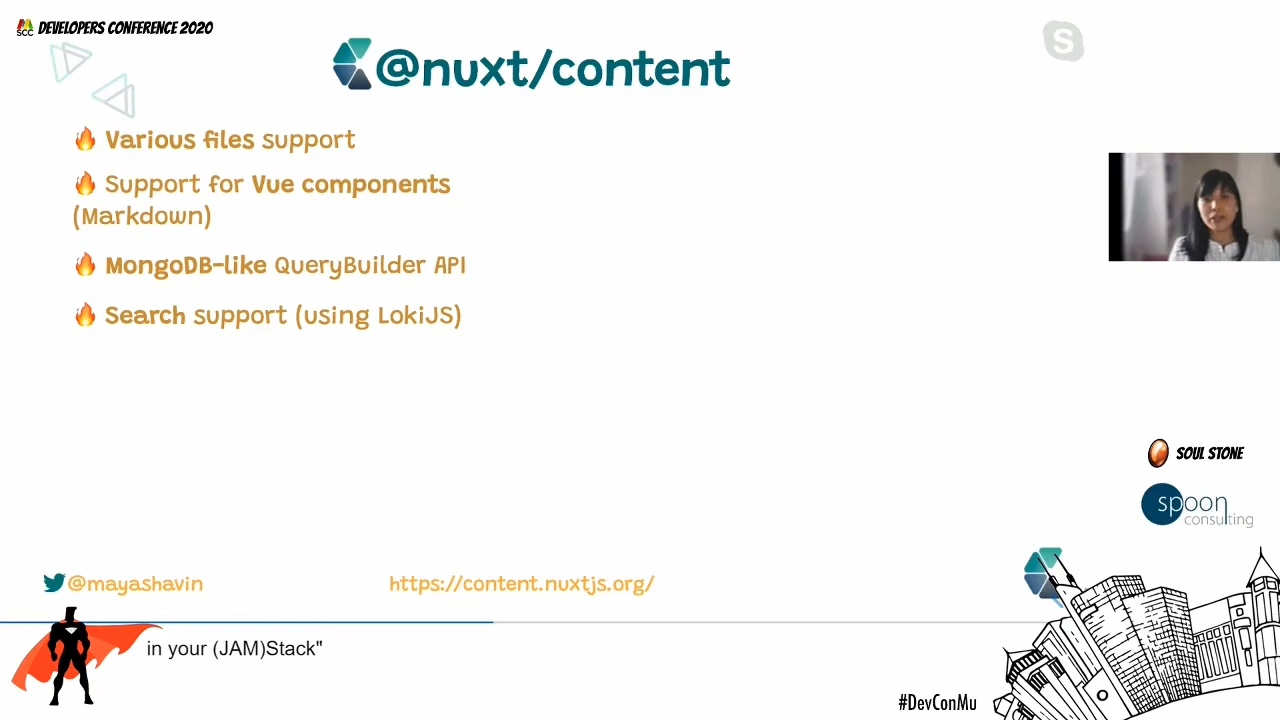 SCC DEVELOPERS CONFERENCE 2020
S
@nuxt/content
🔥 Various files support
🔥 Support for Vue components
(Markdown)
🔥 MongoDB-like QueryBuilder API
🔥 Search support (using LokiJS)
SOUL STONE
spoon
consulting
@mayashavin
https://content.nuxtjs.org/
in your (JAM)Stack"
#DevConMu